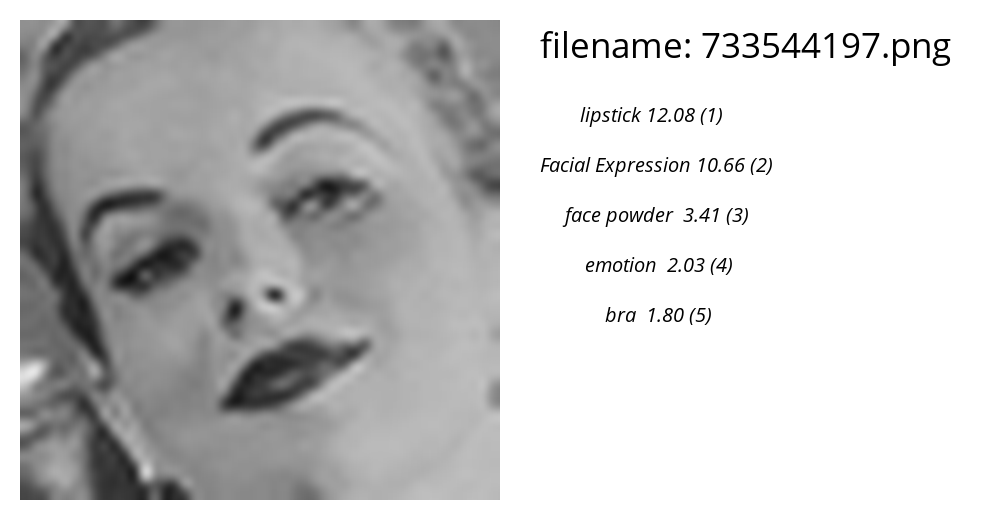 filename: 733544197.png
lipstick 12.08 (1)
Facial Expression 10.66 (2)
face powder  3.41 (3)
emotion  2.03 (4)
bra  1.80 (5)